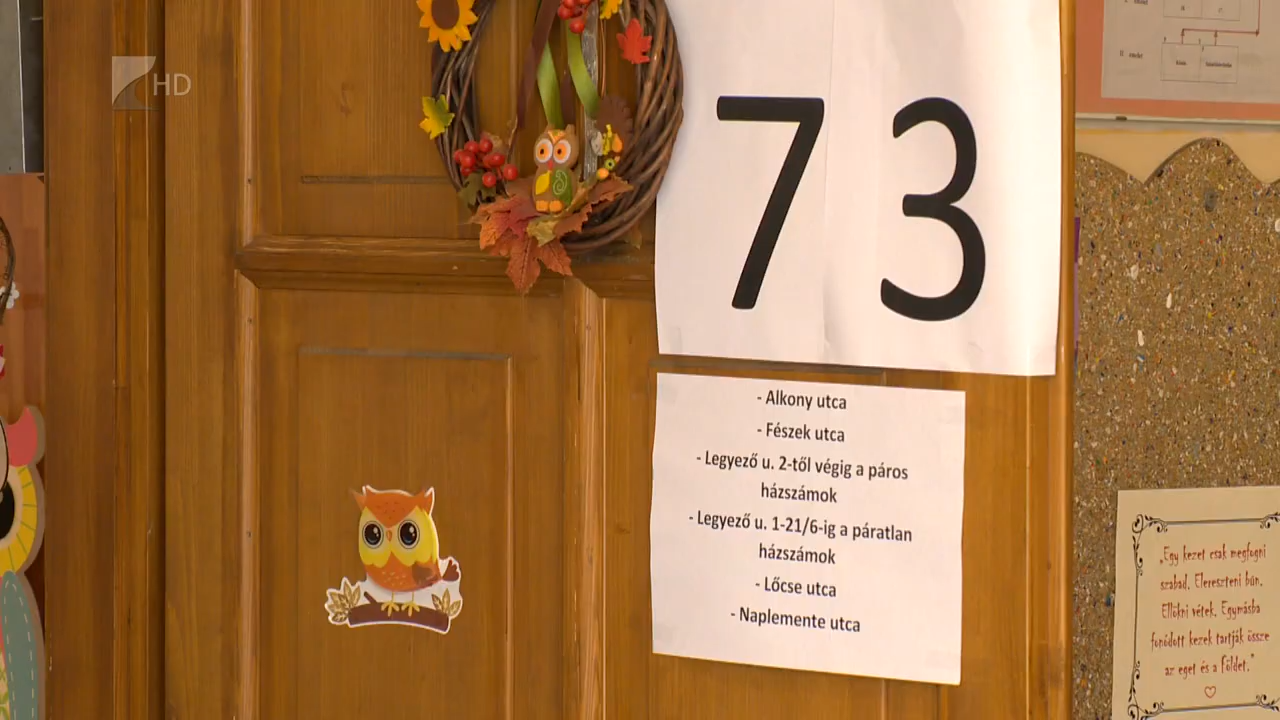 HD
73
- Alkony utca
- Fészek utca
- Legyező u. 2-től végig a páros
házszámok
- Legyező u. 1-21/6-ig a páratlan
házszámok
- Lőcse utca
- Naplemente utca
„Egy kezet csak megfogni
szabad, Elereszteni bűn,
Ellökni vétek. Egymásba
fonódott kezek tartják össze
az eget és a Földet."